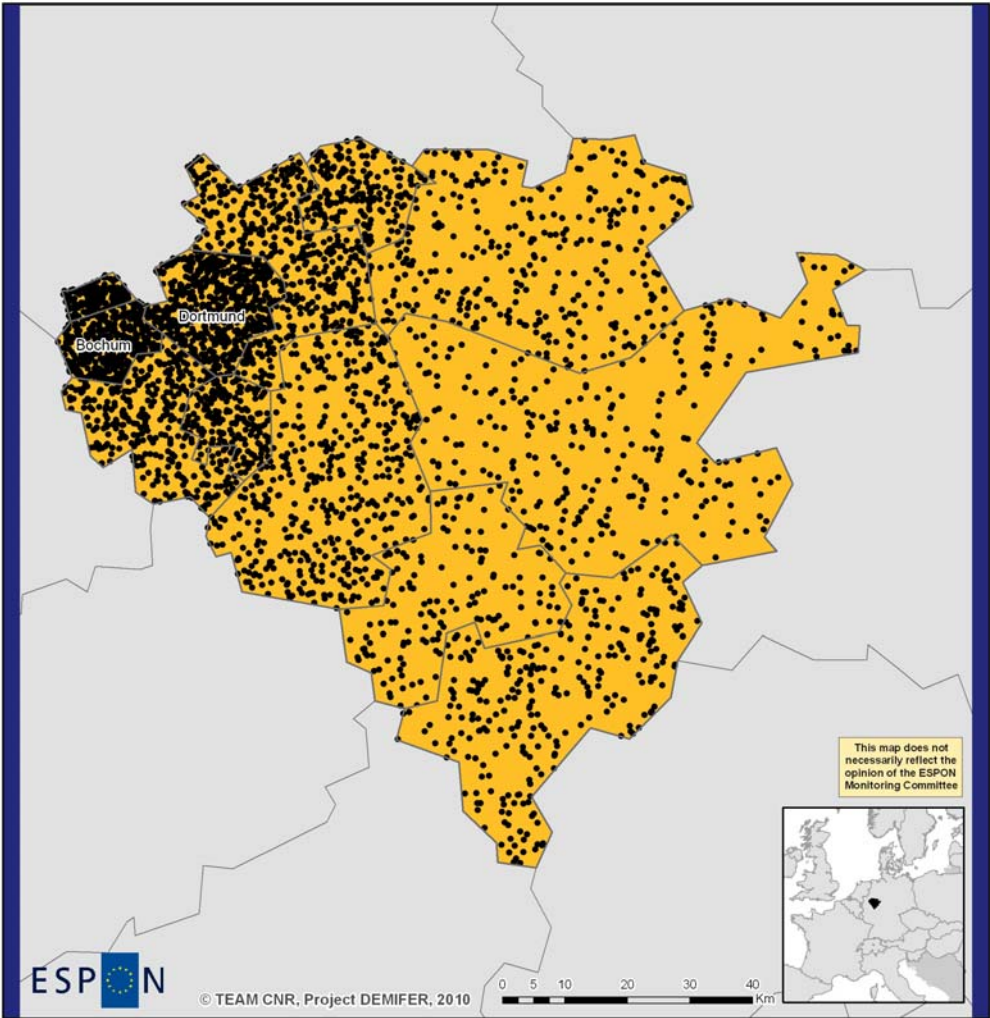 Dortmund
Bochum
This map does not
necessarily reflect the
opinion of the ESPON
Monitoring Committee
ESPON
© TEAM CNR, Project DEMIFER, 2010
0 5 10 20 30 40
Km